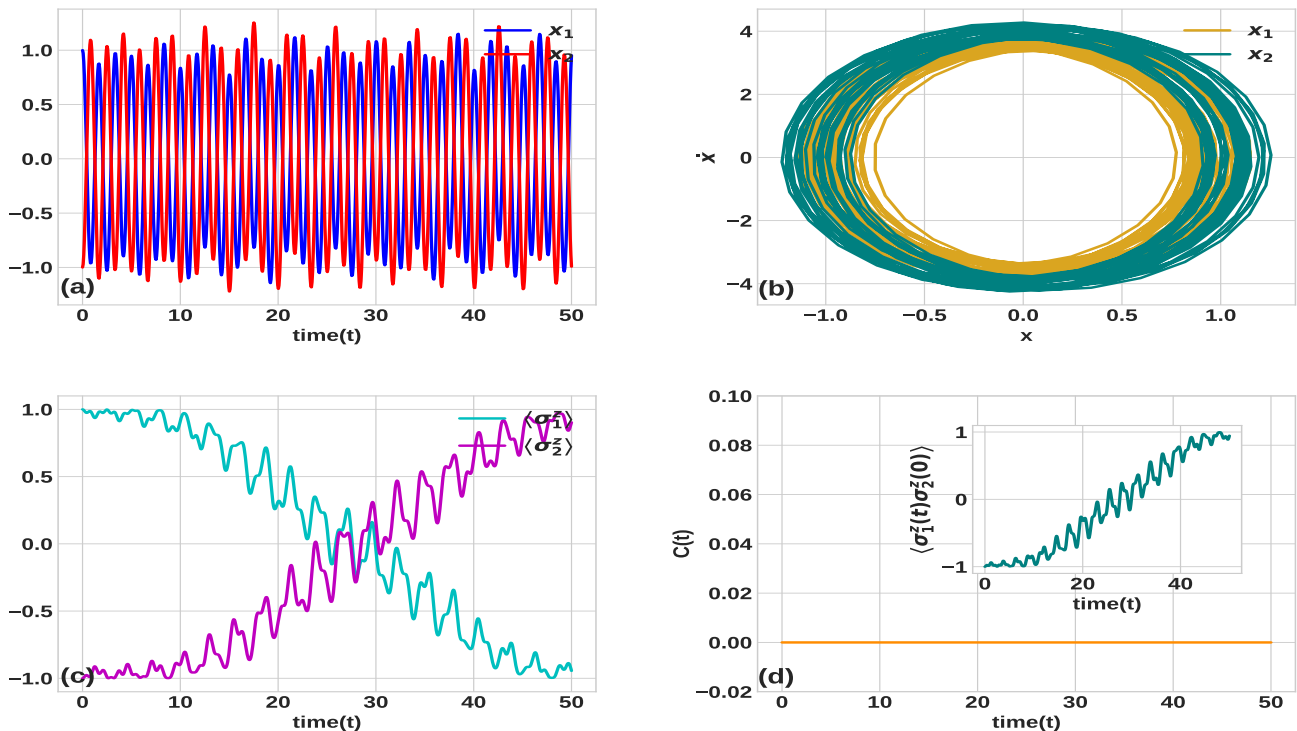 1.0
0.5
0.0
−0.5
−1.0
(a)
x₁
x₂
0 10 20 30 40 50
time(t)
4
2
0
−2
−4
ẋ
(b)
x₁
x₂
−1.0 −0.5 0.0 0.5 1.0
x
1.0
0.5
0.0
−0.5
−1.0
(c)
⟨σ₁ᶻ⟩
⟨σ₂ᶻ⟩
0 10 20 30 40 50
time(t)
0.10
0.08
0.06
0.04
0.02
0.00
−0.02
C(t)
(d)
1
0
−1
⟨σ₁ᶻ(t)σ₂ᶻ(0)⟩
0 20 40
time(t)
0 10 20 30 40 50
time(t)